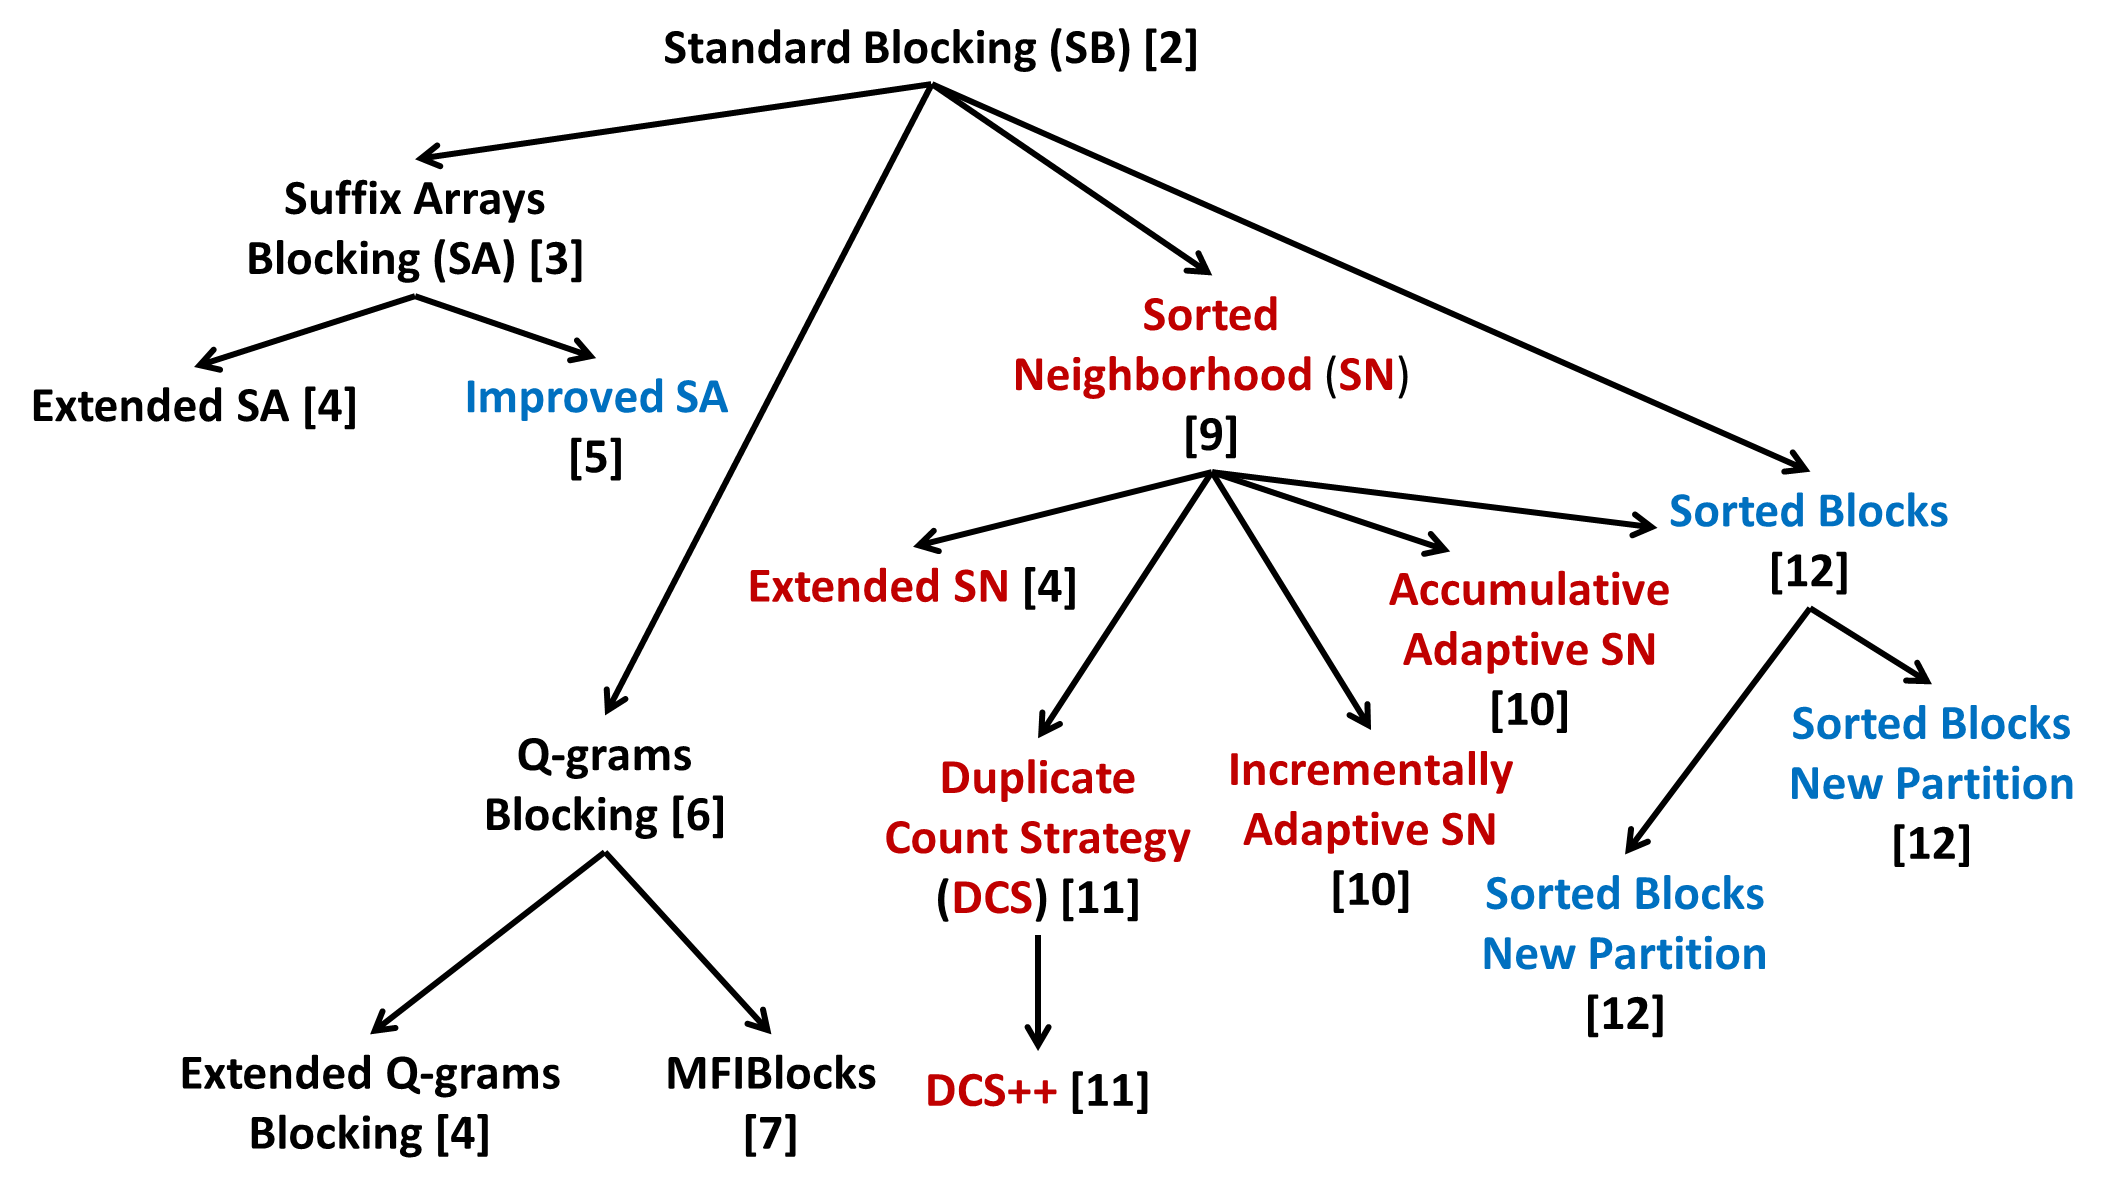 Standard Blocking (SB) [2]
Suffix Arrays
Blocking (SA) [3]
Extended SA [4]
Improved SA
[5]
Sorted
Neighborhood (SN)
[9]
Sorted Blocks
[12]
Extended SN [4]
Accumulative
Adaptive SN
[10]
Q-grams
Blocking [6]
Duplicate
Count Strategy
(DCS) [11]
Incrementally
Adaptive SN
[10]
Sorted Blocks
New Partition
[12]
Sorted Blocks
New Partition
[12]
Extended Q-grams
Blocking [4]
MFIBlocks
[7]
DCS++ [11]